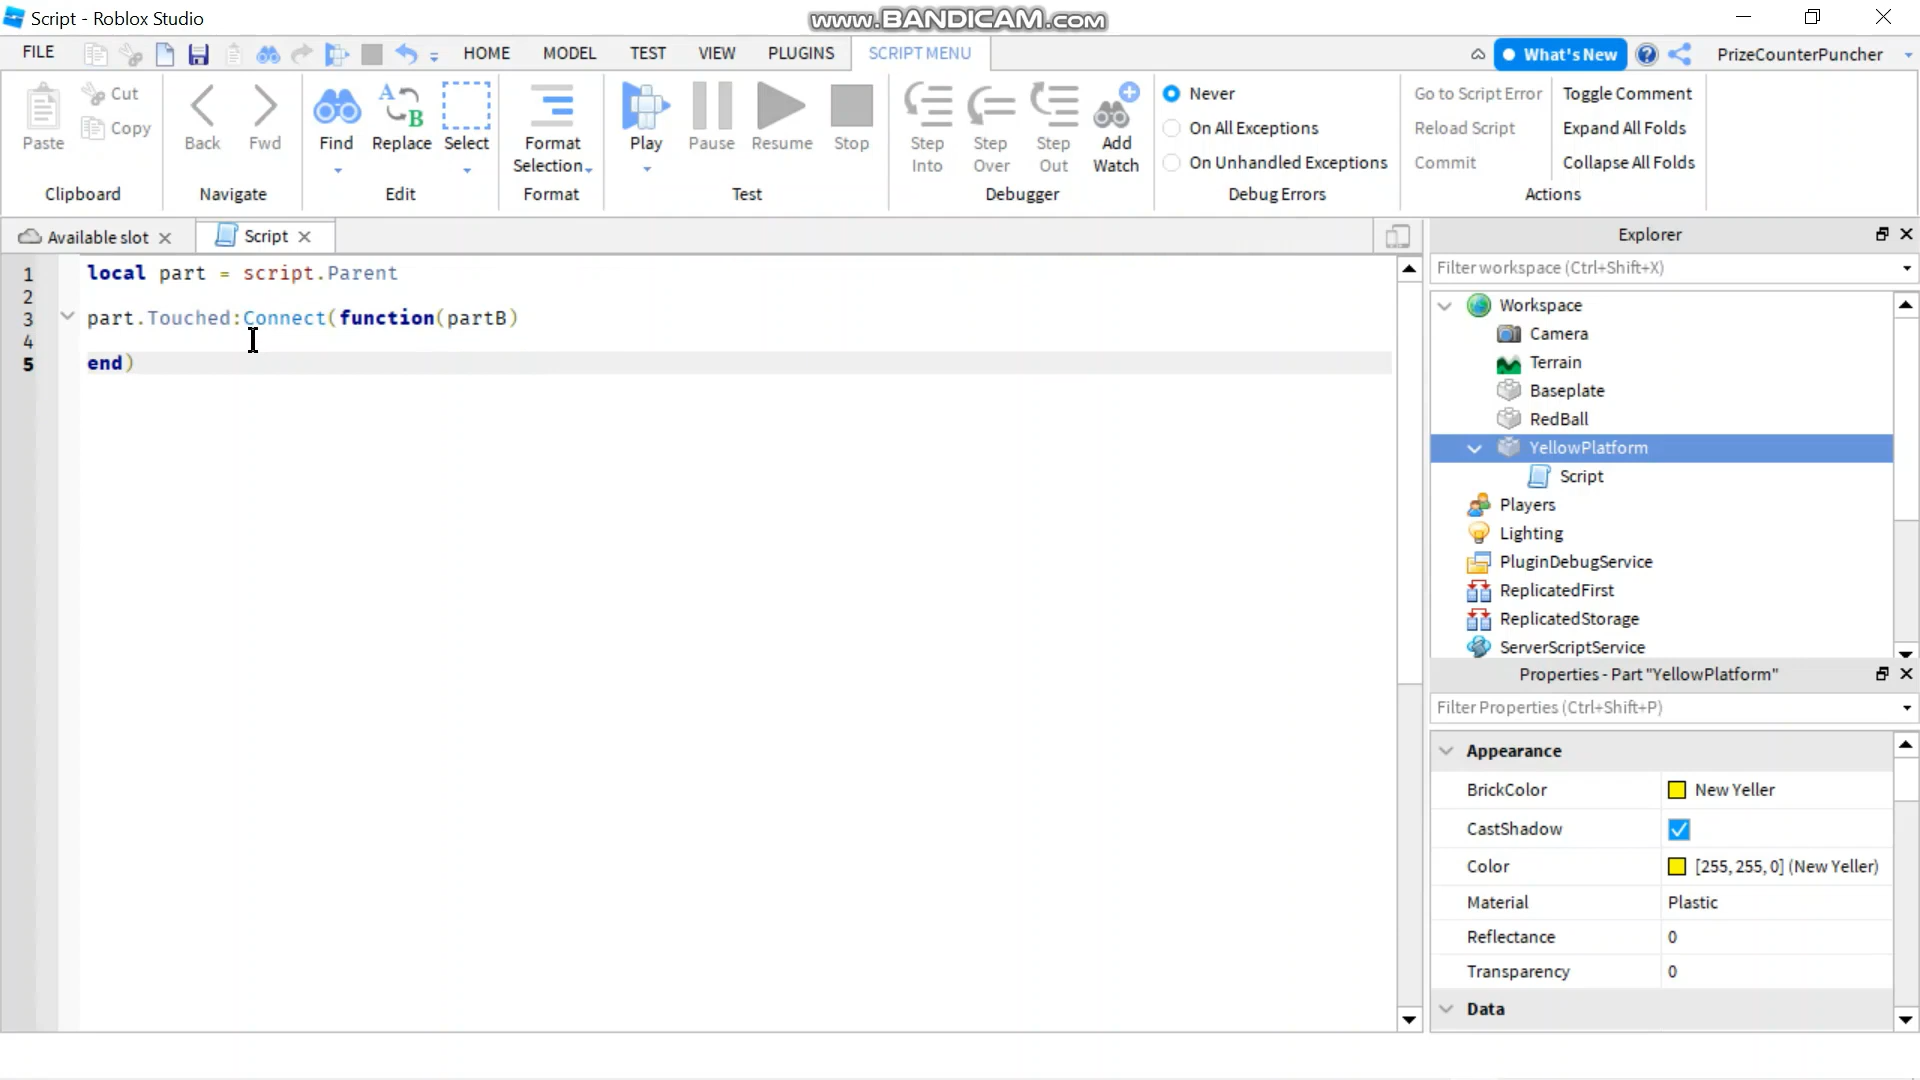 Script - Roblox Studio
www.BANDICAM.com
FILE
HOME
MODEL
TEST
VIEW
PLUGINS
SCRIPT MENU
What's New
PrizeCounterPuncher
Paste
Cut
Copy
Clipboard
Back
Fwd
Navigate
Find
Replace
Select
Edit
Format
Selection
Format
Play
Pause
Resume
Stop
Test
Step
Into
Step
Over
Step
Out
Add
Watch
Debugger
Never
On All Exceptions
On Unhandled Exceptions
Debug Errors
Go to Script Error
Reload Script
Commit
Toggle Comment
Expand All Folds
Collapse All Folds
Actions
Available slot
Script
1 local part = script.Parent
2
3 part.Touched:Connect(function(partB)
4
5 end)
Explorer
Filter workspace (Ctrl+Shift+X)
Workspace
Camera
Terrain
Baseplate
RedBall
YellowPlatform
Script
Players
Lighting
PluginDebugService
ReplicatedFirst
ReplicatedStorage
ServerScriptService
Properties - Part "YellowPlatform"
Filter Properties (Ctrl+Shift+P)
Appearance
BrickColor New Yeller
CastShadow
Color [255, 255, 0] (New Yeller)
Material Plastic
Reflectance 0
Transparency 0
Data